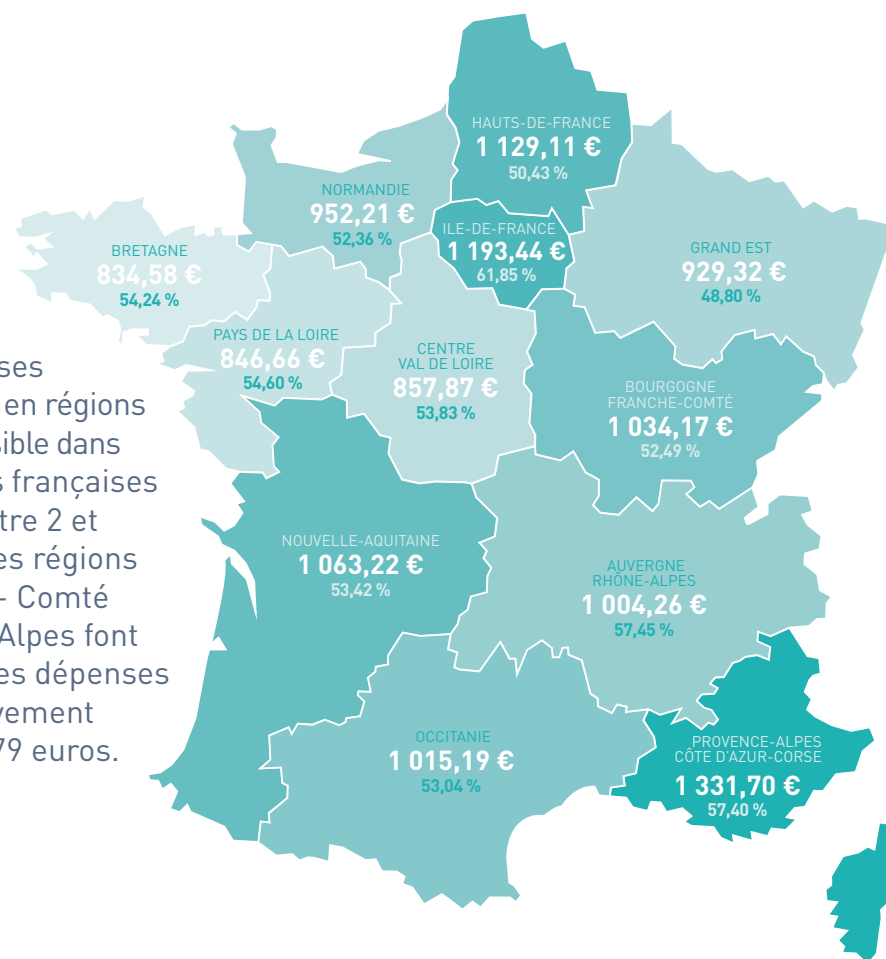 HAUTS-DE-FRANCE
1 129,11 €
50,43 %
NORMANDIE
952,21 €
52,36 %
ILE-DE-FRANCE
1 193,44 €
61,85 %
GRAND EST
929,32 €
48,80 %
BRETAGNE
834,58 €
54,24 %
PAYS DE LA LOIRE
846,66 €
54,60 %
CENTRE
VAL DE LOIRE
857,87 €
53,83 %
BOURGOGNE
FRANCHE-COMTÉ
1 034,17 €
52,49 %
ses
en régions
sible dans
s françaises
tre 2 et
es régions
- Comté
Alpes font
es dépenses
vement
79 euros.
NOUVELLE-AQUITAINE
1 063,22 €
53,42 %
AUVERGNE
RHÔNE-ALPES
1 004,26 €
57,45 %
OCCITANIE
1 015,19 €
53,04 %
PROVENCE-ALPES
CÔTE D'AZUR-CORSE
1 331,70 €
57,40 %